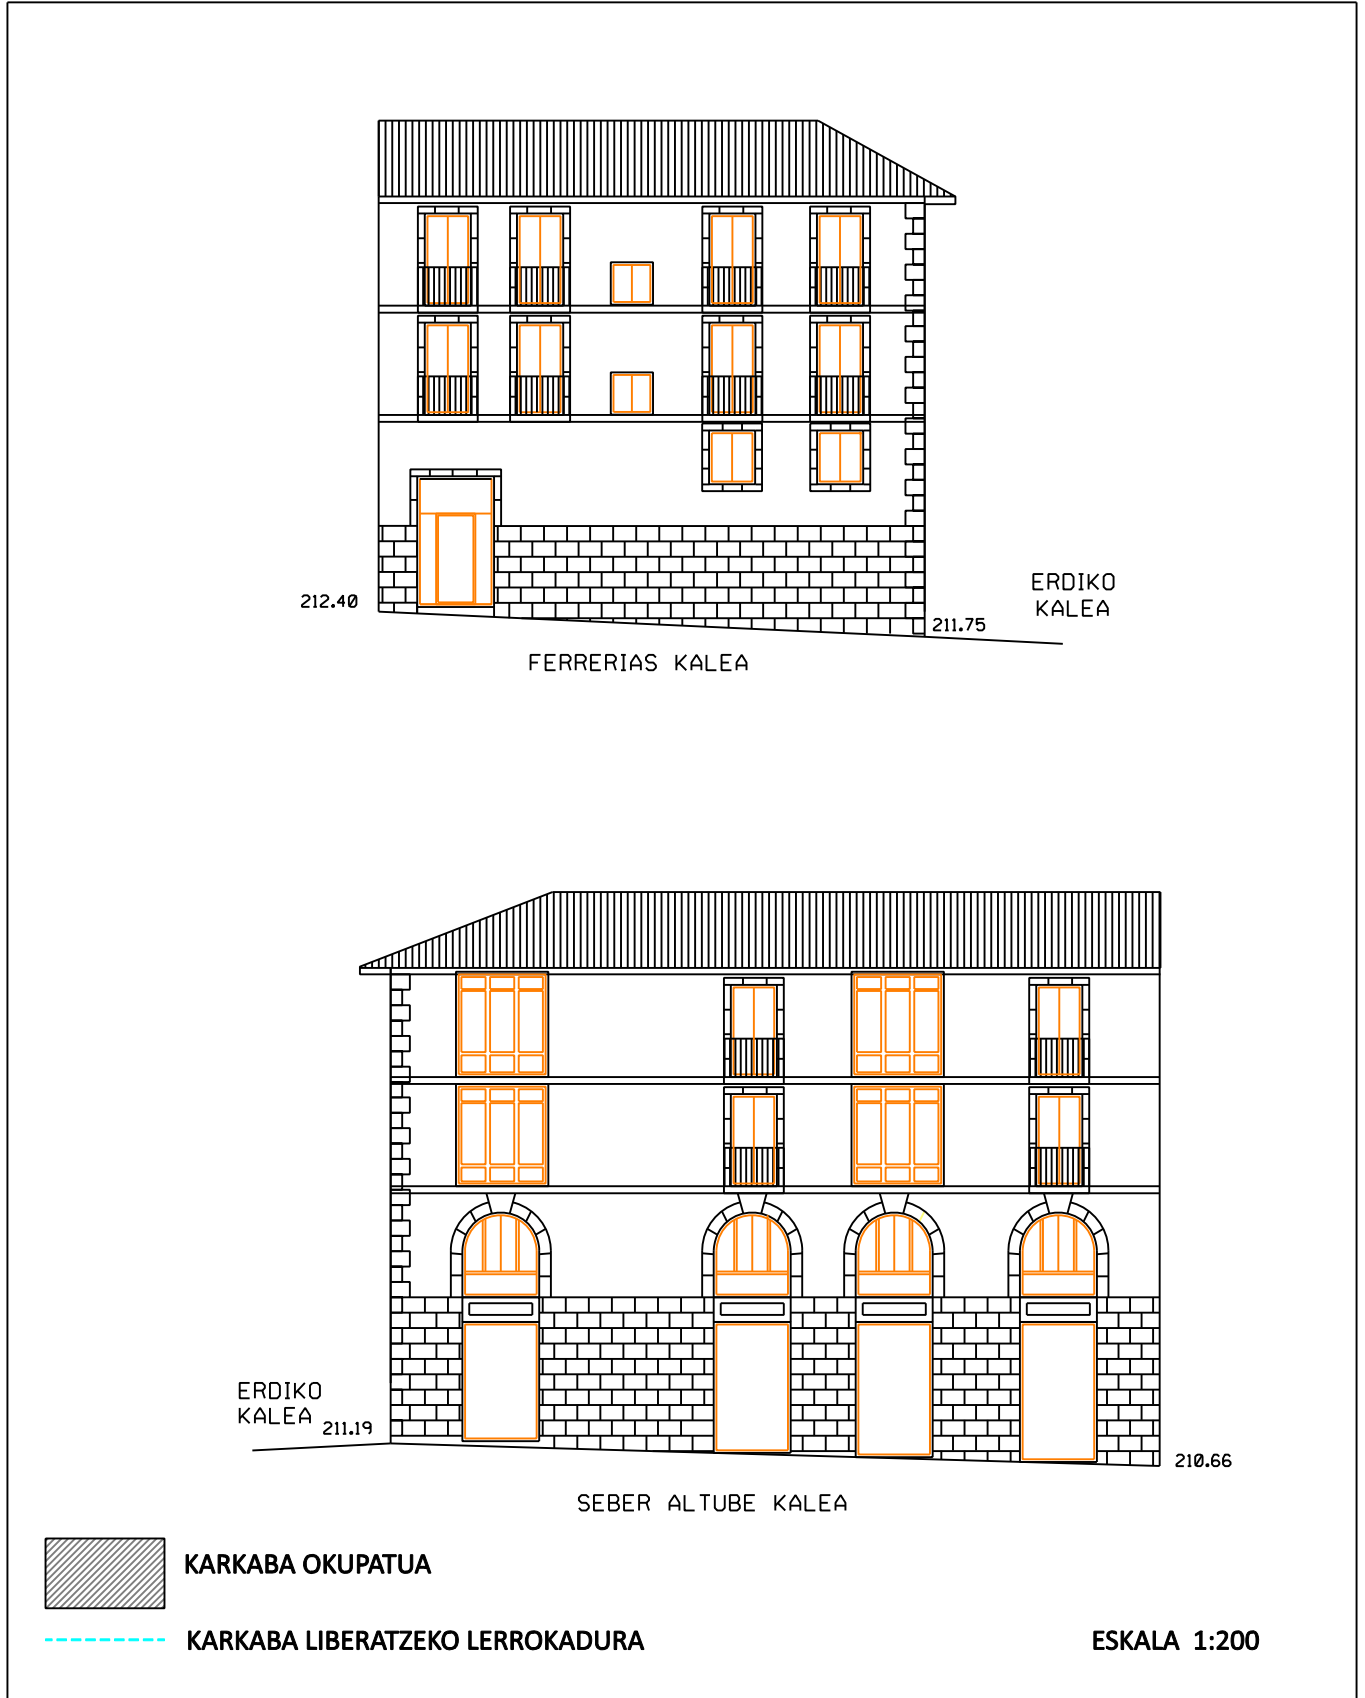 212.40
ERDIKO
KALEA
211.75
FERRERIAS KALEA
ERDIKO
KALEA
211.19
210.66
SEBER ALTUBE KALEA
KARKABA OKUPATUA
KARKABA LIBERATZEKO LERROKADURA
ESKALA 1:200